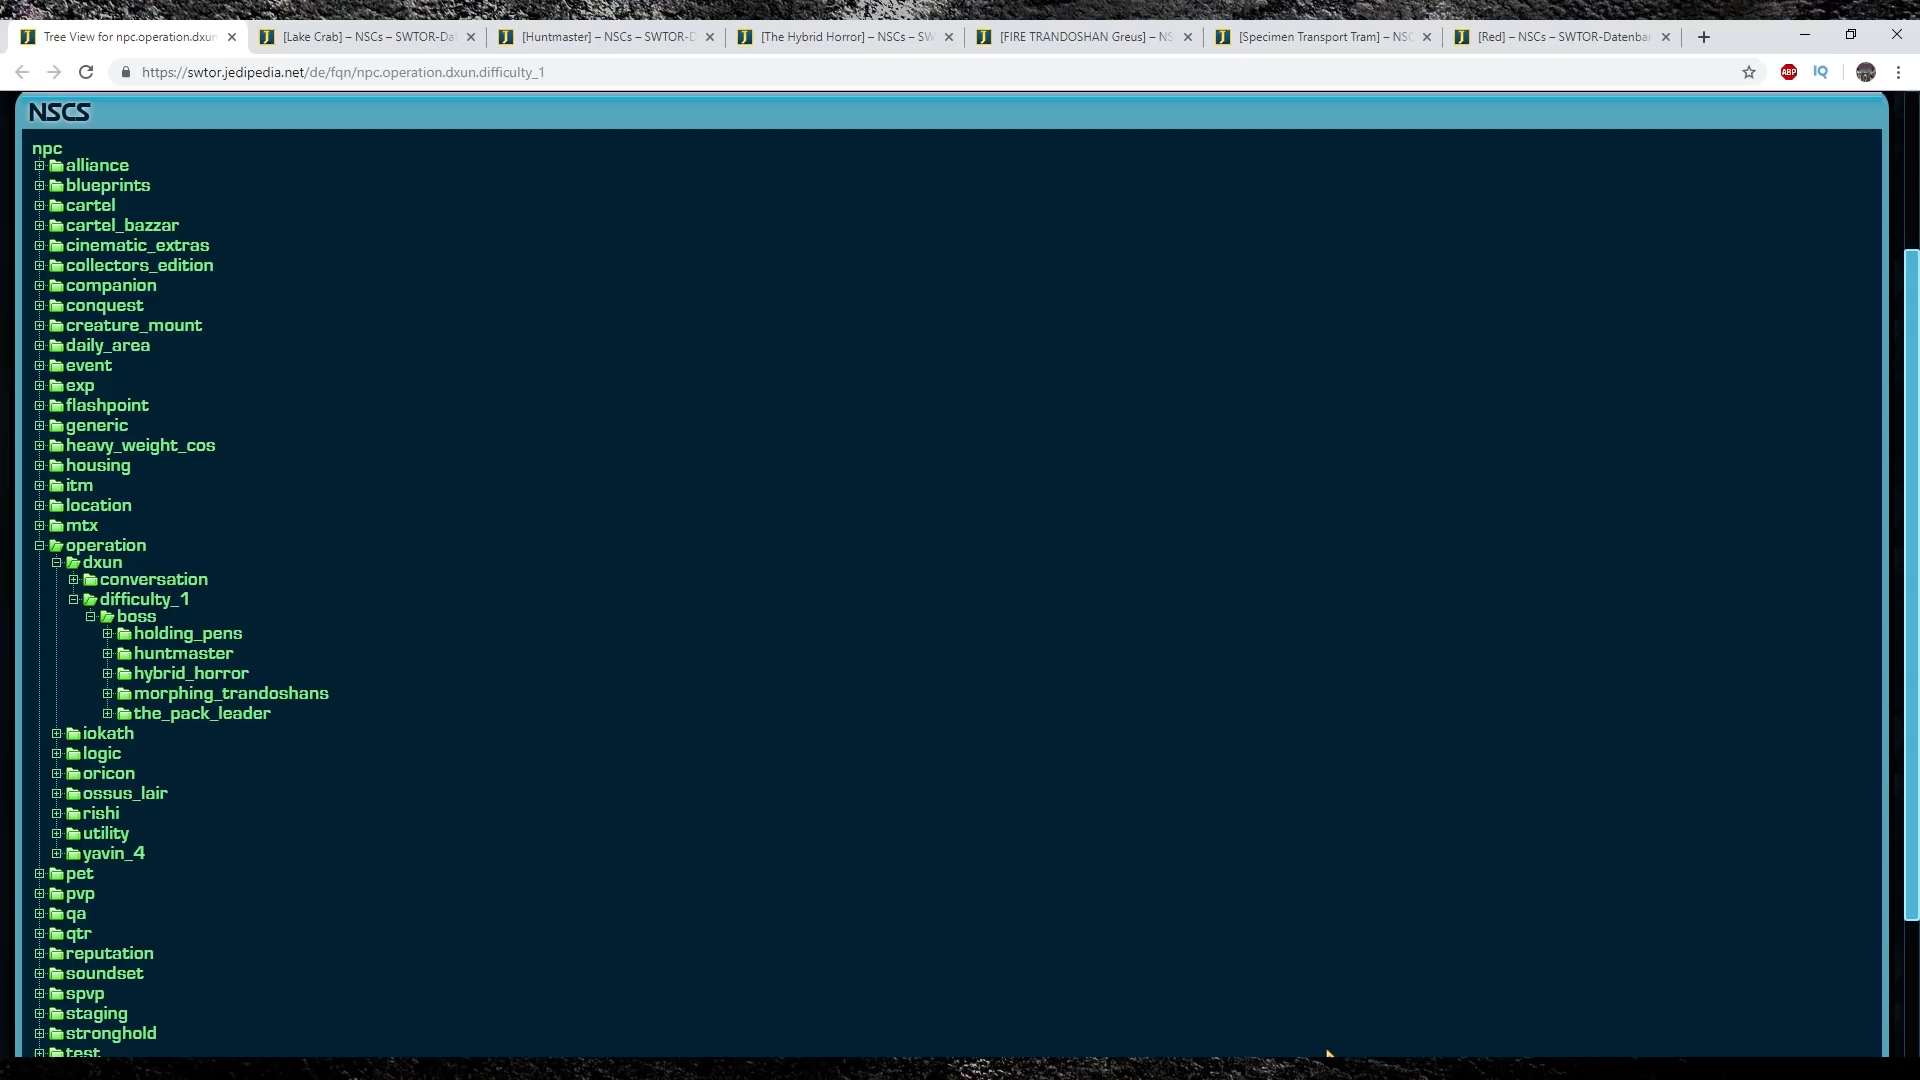 Tree View for npc.operation.dxun
[Lake Crab] – NSCs – SWTOR-Da
[Huntmaster] – NSCs – SWTOR-D
[The Hybrid Horror] – NSCs – SW
[FIRE TRANDOSHAN Greus] – NS
[Specimen Transport Tram] – NSC
[Red] – NSCs – SWTOR-Datenba
https://swtor.jedipedia.net/de/fqn/npc.operation.dxun.difficulty_1
ABP
IQ
NSCS
npc
alliance
blueprints
cartel
cartel_bazzar
cinematic_extras
collectors_edition
companion
conquest
creature_mount
daily_area
event
exp
flashpoint
generic
heavy_weight_cos
housing
itm
location
mtx
operation
dxun
conversation
difficulty_1
boss
holding_pens
huntmaster
hybrid_horror
morphing_trandoshans
the_pack_leader
iokath
logic
oricon
ossus_lair
rishi
utility
yavin_4
pet
pvp
qa
qtr
reputation
soundset
spvp
staging
stronghold
test